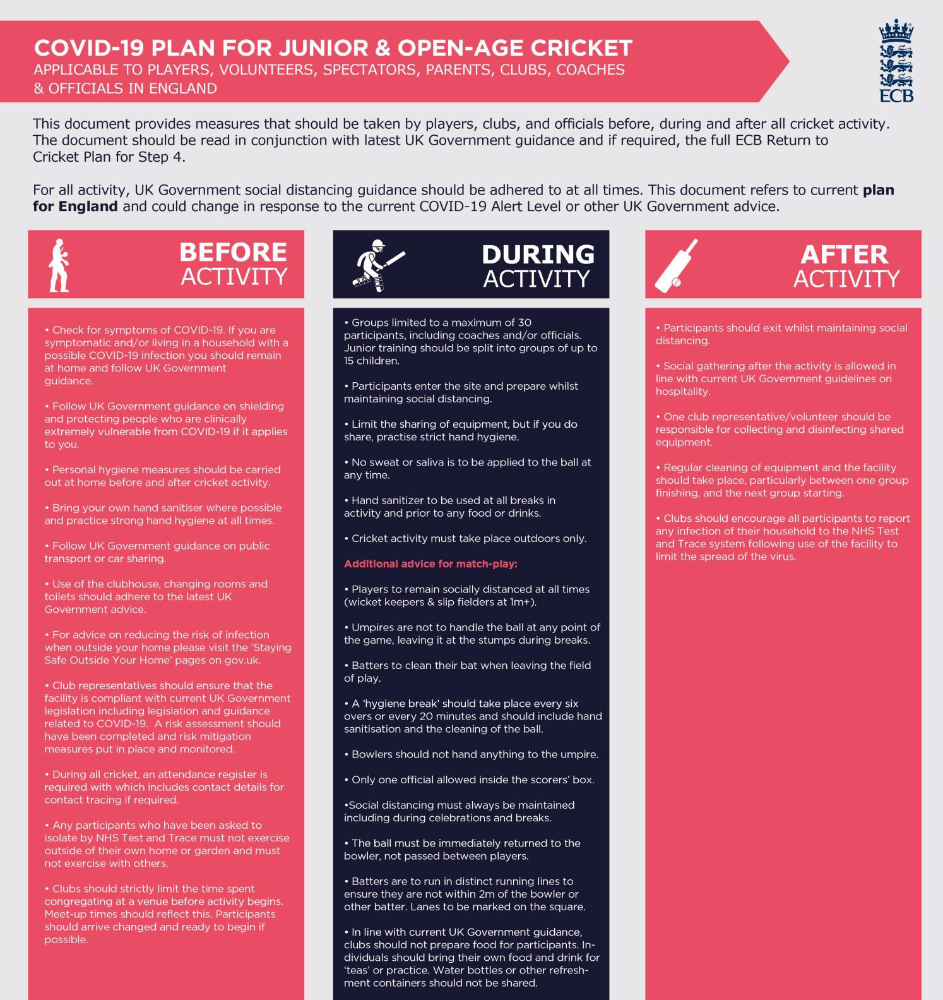 COVID-19 PLAN FOR JUNIOR & OPEN-AGE CRICKET
APPLICABLE TO PLAYERS, VOLUNTEERS, SPECTATORS, PARENTS, CLUBS, COACHES
& OFFICIALS IN ENGLAND
ECB
This document provides measures that should be taken by players, clubs, and officials before, during and after all cricket activity.
The document should be read in conjunction with latest UK Government guidance and if required, the full ECB Return to
Cricket Plan for Step 4.
For all activity, UK Government social distancing guidance should be adhered to at all times. This document refers to current plan
for England and could change in response to the current COVID-19 Alert Level or other UK Government advice.
BEFORE
ACTIVITY
• Check for symptoms of COVID-19. If you are
symptomatic and/or living in a household with a
possible COVID-19 infection you should remain
at home and follow UK Government
guidance.
• Follow UK Government guidance on shielding
and protecting people who are clinically
extremely vulnerable from COVID-19 if it applies
to you.
• Personal hygiene measures should be carried
out at home before and after cricket activity.
• Bring your own hand sanitiser where possible
and practice strong hand hygiene at all times.
• Follow UK Government guidance on public
transport or car sharing.
• Use of the clubhouse, changing rooms and
toilets should adhere to the latest UK
Government advice.
• For advice on reducing the risk of infection
when outside your home please visit the ‘Staying
Safe Outside Your Home’ pages on gov.uk.
• Club representatives should ensure that the
facility is compliant with current UK Government
legislation including legislation and guidance
related to COVID-19.  A risk assessment should
have been completed and risk mitigation
measures put in place and monitored.
• During all cricket, an attendance register is
required with which includes contact details for
contact tracing if required.
• Any participants who have been asked to
isolate by NHS Test and Trace must not exercise
outside of their own home or garden and must
not exercise with others.
• Clubs should strictly limit the time spent
congregating at a venue before activity begins.
Meet-up times should reflect this. Participants
should arrive changed and ready to begin if
possible.
DURING
ACTIVITY
• Groups limited to a maximum of 30
participants, including coaches and/or officials.
Junior training should be split into groups of up to
15 children.
• Participants enter the site and prepare whilst
maintaining social distancing.
• Limit the sharing of equipment, but if you do
share, practise strict hand hygiene.
• No sweat or saliva is to be applied to the ball at
any time.
• Hand sanitizer to be used at all breaks in
activity and prior to any food or drinks.
• Cricket activity must take place outdoors only.
Additional advice for match-play:
• Players to remain socially distanced at all times
(wicket keepers & slip fielders at 1m+).
• Umpires are not to handle the ball at any point of
the game, leaving it at the stumps during breaks.
• Batters to clean their bat when leaving the field
of play.
• A ‘hygiene break’ should take place every six
overs or every 20 minutes and should include hand
sanitisation and the cleaning of the ball.
• Bowlers should not hand anything to the umpire.
• Only one official allowed inside the scorers’ box.
•Social distancing must always be maintained
including during celebrations and breaks.
• The ball must be immediately returned to the
bowler, not passed between players.
• Batters are to run in distinct running lines to
ensure they are not within 2m of the bowler or
other batter. Lanes to be marked on the square.
• In line with current UK Government guidance,
clubs should not prepare food for participants. In-
dividuals should bring their own food and drink for
‘teas’ or practice. Water bottles or other refresh-
ment containers should not be shared.
AFTER
ACTIVITY
• Participants should exit whilst maintaining social
distancing.
• Social gathering after the activity is allowed in
line with current UK Government guidelines on
hospitality.
• One club representative/volunteer should be
responsible for collecting and disinfecting shared
equipment.
• Regular cleaning of equipment and the facility
should take place, particularly between one group
finishing, and the next group starting.
• Clubs should encourage all participants to report
any infection of their household to the NHS Test
and Trace system following use of the facility to
limit the spread of the virus.